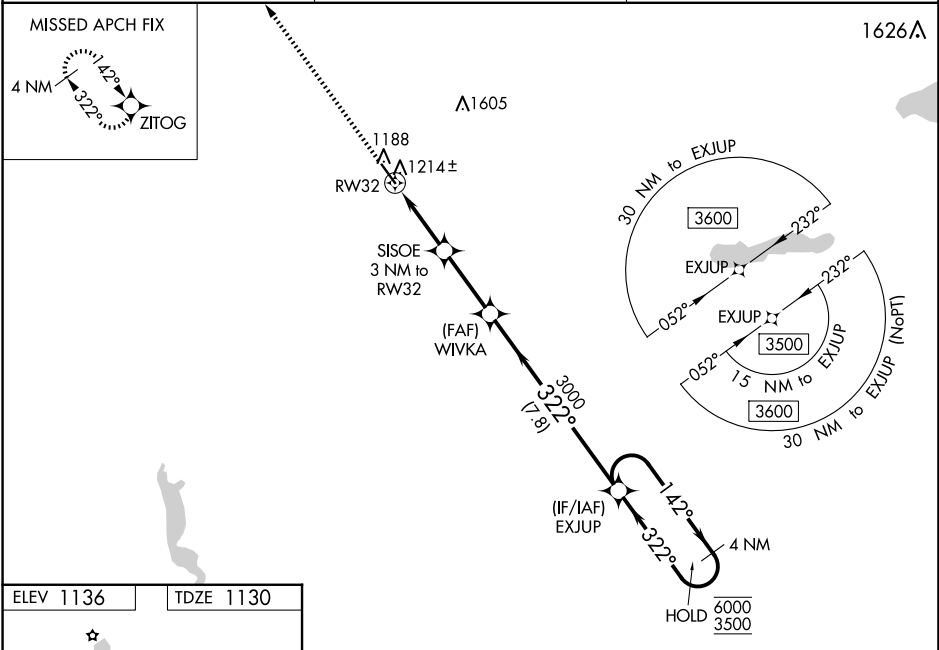 MISSED APCH FIX
4 NM
142°
322°
ZITOG
1626
1605
1188
1214±
RW32
SISOE
3 NM to
RW32
(FAF)
WIVKA
3000
322°
(7.8)
(IF/IAF)
EXJUP
142°
322°
4 NM
HOLD
6000
3500
30 NM to EXJUP
3600
232°
EXJUP
052°
232°
EXJUP
3500
052°
15 NM to EXJUP
3600
30 NM to EXJUP (NoPT)
ELEV 1136
TDZE 1130